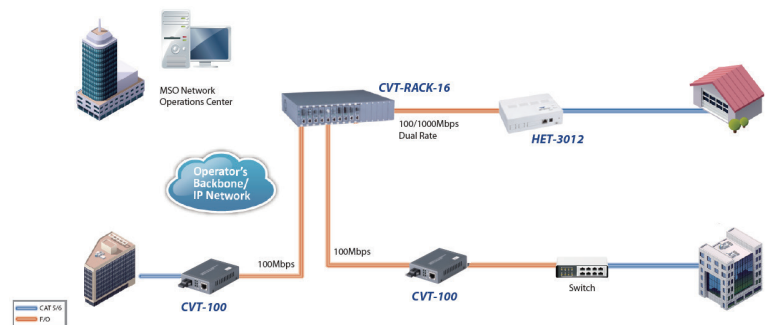 MSO Network
Operations Center
CVT-RACK-16
100/1000Mbps
Dual Rate
HET-3012
Operator's
Backbone/
IP Network
100Mbps
CVT-100
100Mbps
CVT-100
Switch
CAT 5/6
F/O